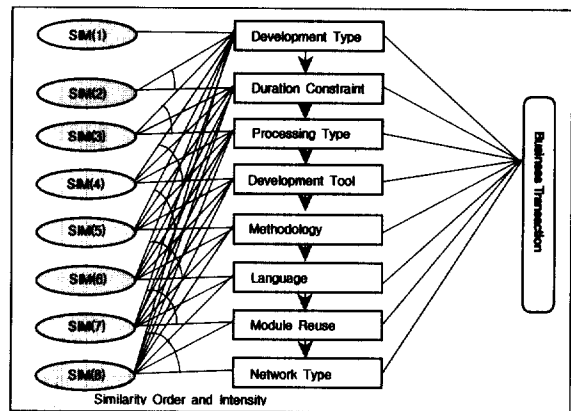 SIM(1)
Development Type
SIM(2)
Duration Constraint
SIM(3)
Processing Type
SIM(4)
Development Tool
SIM(5)
Methodology
SIM(6)
Language
SIM(7)
Module Reuse
SIM(8)
Network Type
Business Transaction
Similarity Order and Intensity